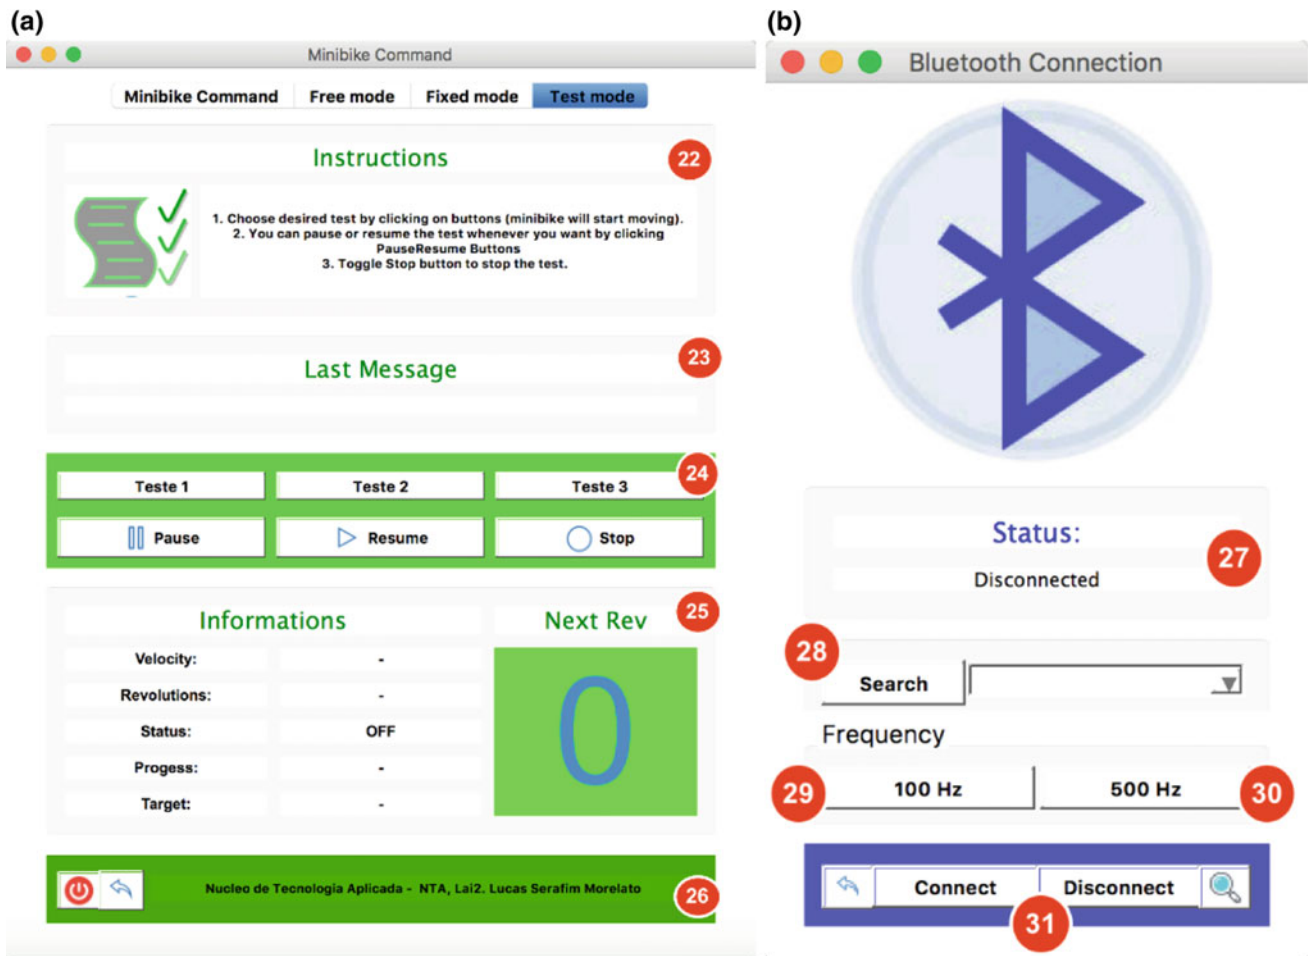 (a)
Minibike Command
Minibike Command Free mode Fixed mode Test mode
Instructions
22
1. Choose desired test by clicking on buttons (minibike will start moving).
2. You can pause or resume the test whenever you want by clicking
PauseResume Buttons
3. Toggle Stop button to stop the test.
Last Message
23
24
Teste 1 Teste 2 Teste 3
Pause Resume Stop
Informations Next Rev
25
Velocity: -
Revolutions: -
Status: OFF
Progess: -
Target: -
0
Nucleo de Tecnologia Aplicada - NTA, Lai2. Lucas Serafim Morelato
26
(b)
Bluetooth Connection
Status:
27
Disconnected
28
Search
Frequency
29
100 Hz 500 Hz
30
Connect Disconnect
31